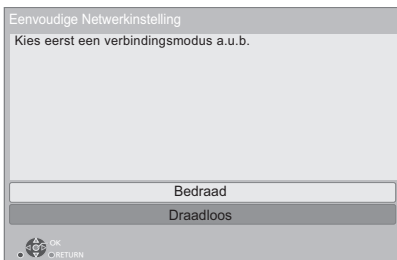 Eenvoudige Netwerkinstelling
Kies eerst een verbindingsmodus a.u.b.
Bedraad
Draadloos
OK
RETURN